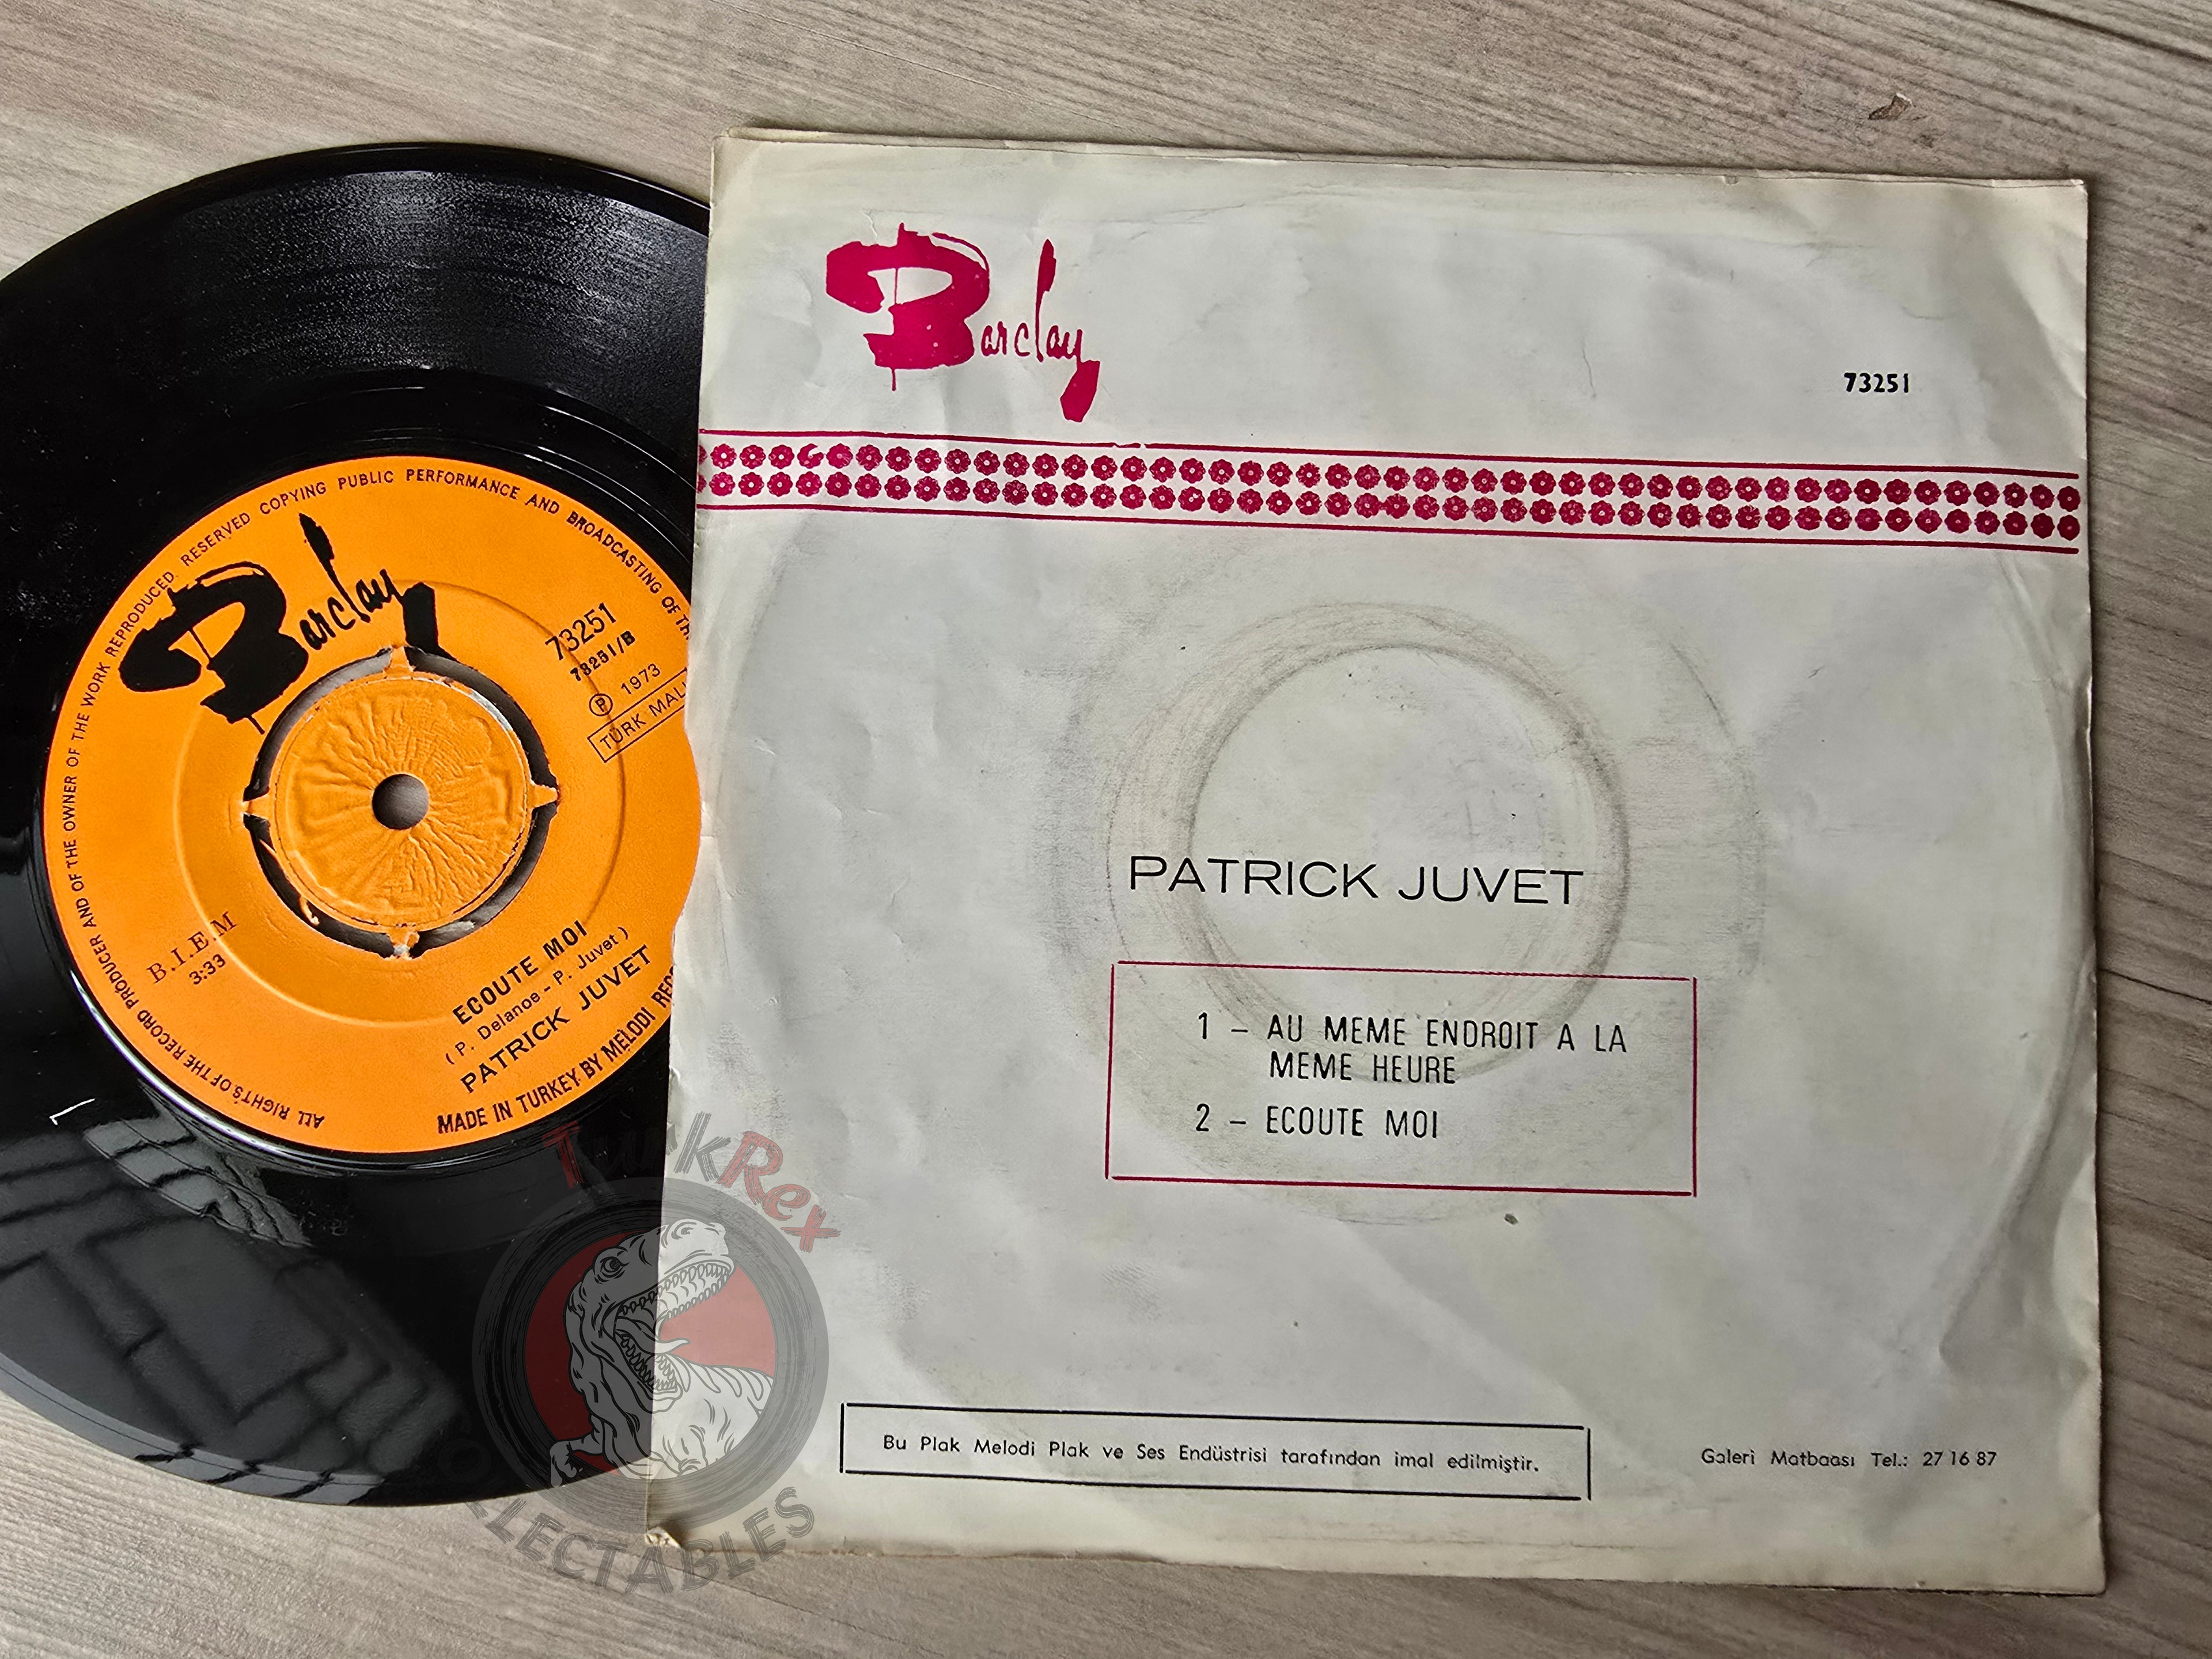 Barclay
73251
PATRICK JUVET
1 – AU MEME ENDROIT A LA
MEME HEURE
2 – ECOUTE MOI
Bu Plak Melodi Plak ve Ses Endüstrisi tarafından imal edilmiştir.
Galeri Matbaası Tel.: 27 16 87
ALL RIGHTS OF THE RECORD PRODUCER AND OF THE OWNER OF THE WORK REPRODUCED. RESERVED COPYING PUBLIC PERFORMANCE AND BROADCASTING OF
Barclay
73251
73251/B
Ⓟ 1973
TÜRK MALI
B.I.E.M
3:33
ECOUTE MOI
( P. Delanoe - P. Juvet )
PATRICK JUVET
MADE IN TURKEY BY MELODI
TurkRex
COLLECTABLES